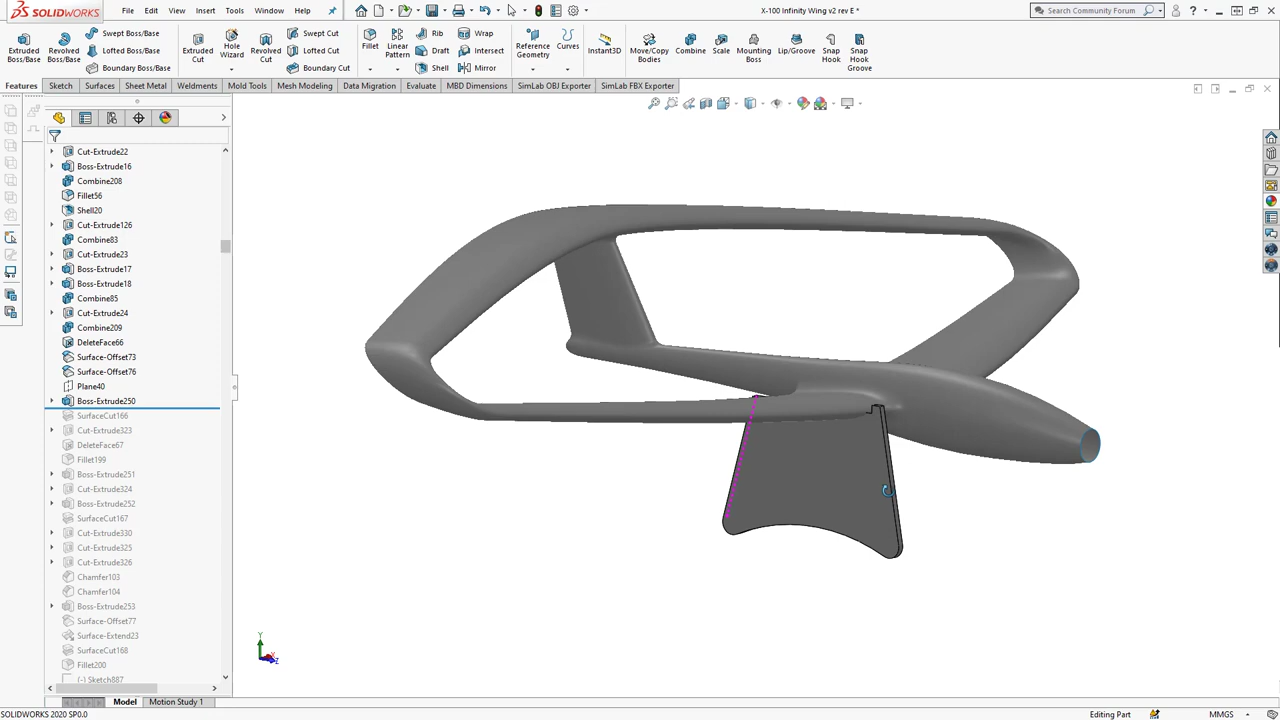 SOLIDWORKS
File
Edit
View
Insert
Tools
Window
Help
X-100 Infinity Wing v2 rev E *
Search Community Forum
Extruded Boss/Base
Revolved Boss/Base
Swept Boss/Base
Lofted Boss/Base
Boundary Boss/Base
Extruded Cut
Hole Wizard
Revolved Cut
Swept Cut
Lofted Cut
Boundary Cut
Fillet
Linear Pattern
Rib
Draft
Shell
Wrap
Intersect
Mirror
Reference Geometry
Curves
Instant3D
Move/Copy Bodies
Combine
Scale
Mounting Boss
Lip/Groove
Snap Hook
Snap Hook Groove
Features
Sketch
Surfaces
Sheet Metal
Weldments
Mold Tools
Mesh Modeling
Data Migration
Evaluate
MBD Dimensions
SimLab OBJ Exporter
SimLab FBX Exporter
Cut-Extrude22
Boss-Extrude16
Combine208
Fillet56
Shell20
Cut-Extrude126
Combine83
Cut-Extrude23
Boss-Extrude17
Boss-Extrude18
Combine85
Cut-Extrude24
Combine209
DeleteFace66
Surface-Offset73
Surface-Offset76
Plane40
Boss-Extrude250
SurfaceCut166
Cut-Extrude323
DeleteFace67
Fillet199
Boss-Extrude251
Cut-Extrude324
Boss-Extrude252
SurfaceCut167
Cut-Extrude330
Cut-Extrude325
Cut-Extrude326
Chamfer103
Chamfer104
Boss-Extrude253
Surface-Offset77
Surface-Extend23
SurfaceCut168
Fillet200
(-) Sketch887
Y
X
Z
Model
Motion Study 1
SOLIDWORKS 2020 SP0.0
Editing Part
MMGS